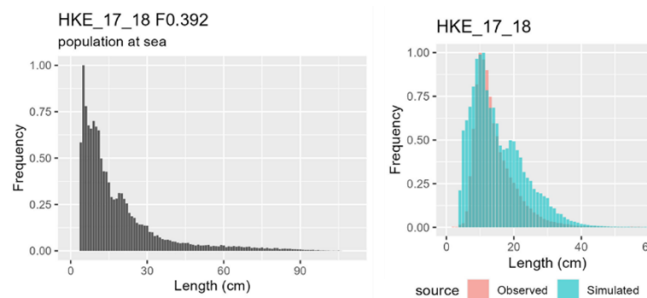 HKE_17_18 F0.392
population at sea
1.00
0.75
0.50
0.25
0.00
Frequency
0
30
60
90
Length (cm)
HKE_17_18
1.00
0.75
0.50
0.25
0.00
Frequency
0
20
40
60
Length (cm)
source Observed Simulated